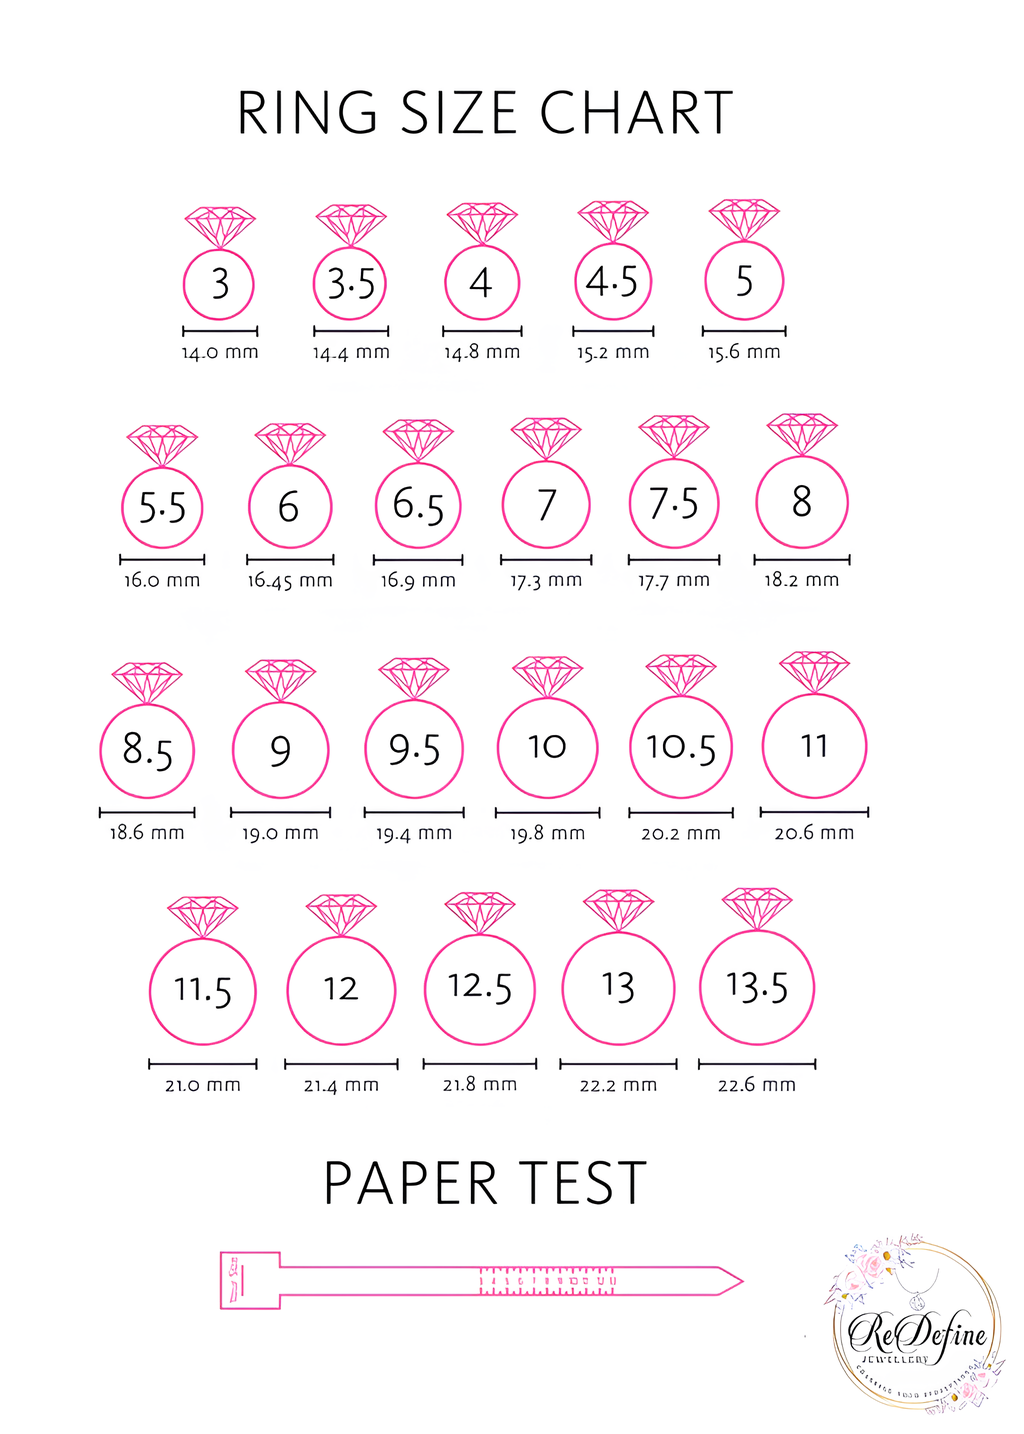 RING SIZE CHART
3 3.5 4 4.5 5
14.0 mm 14.4 mm 14.8 mm 15.2 mm 15.6 mm
5.5 6 6.5 7 7.5 8
16.0 mm 16.45 mm 16.9 mm 17.3 mm 17.7 mm 18.2 mm
8.5 9 9.5 10 10.5 11
18.6 mm 19.0 mm 19.4 mm 19.8 mm 20.2 mm 20.6 mm
11.5 12 12.5 13 13.5
21.0 mm 21.4 mm 21.8 mm 22.2 mm 22.6 mm
PAPER TEST
ReDefine
JEWELLERY